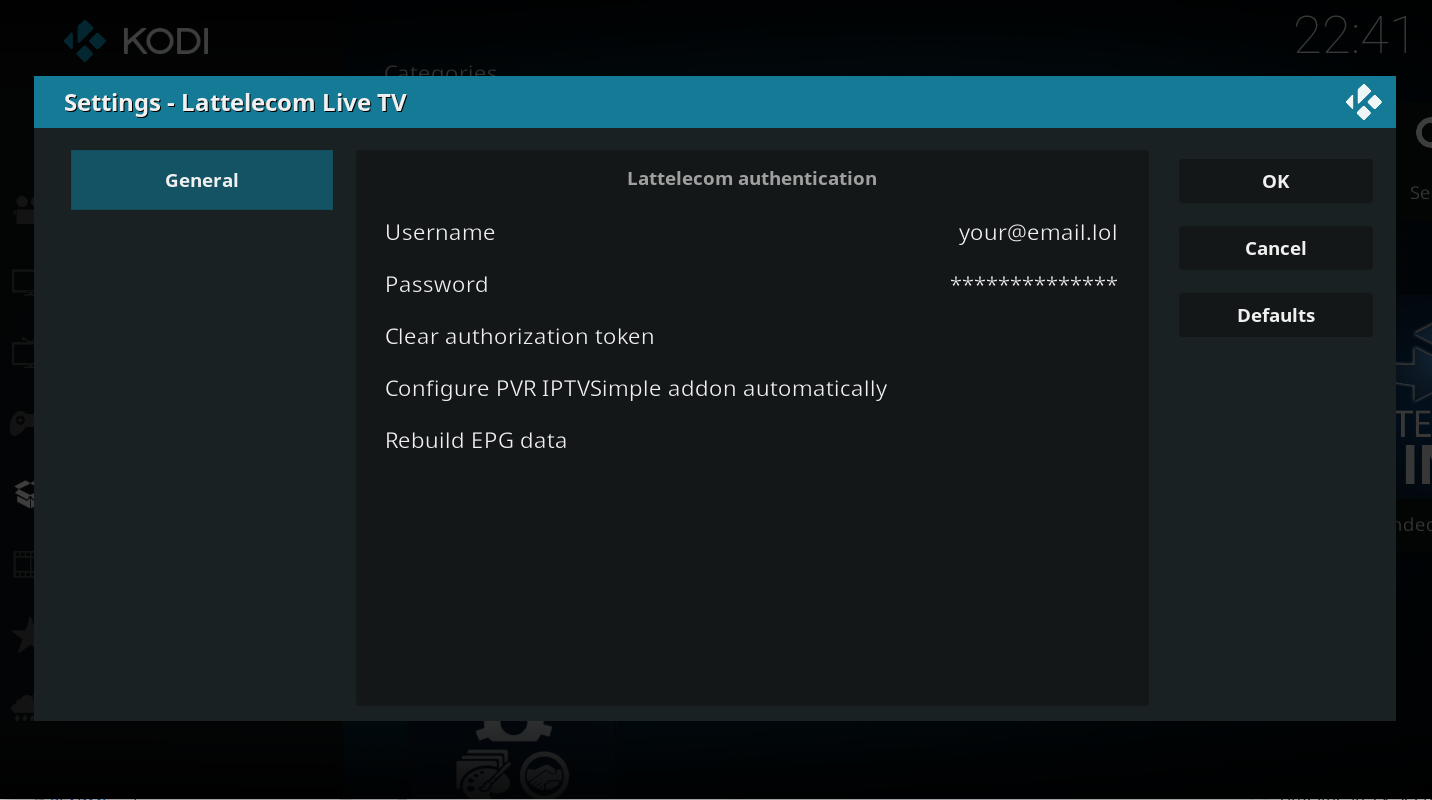 KODI
22:41
Categories
Settings - Lattelecom Live TV
General
Lattelecom authentication
Username your@email.lol
Password **************
Clear authorization token
Configure PVR IPTVSimple addon automatically
Rebuild EPG data
OK
Cancel
Defaults